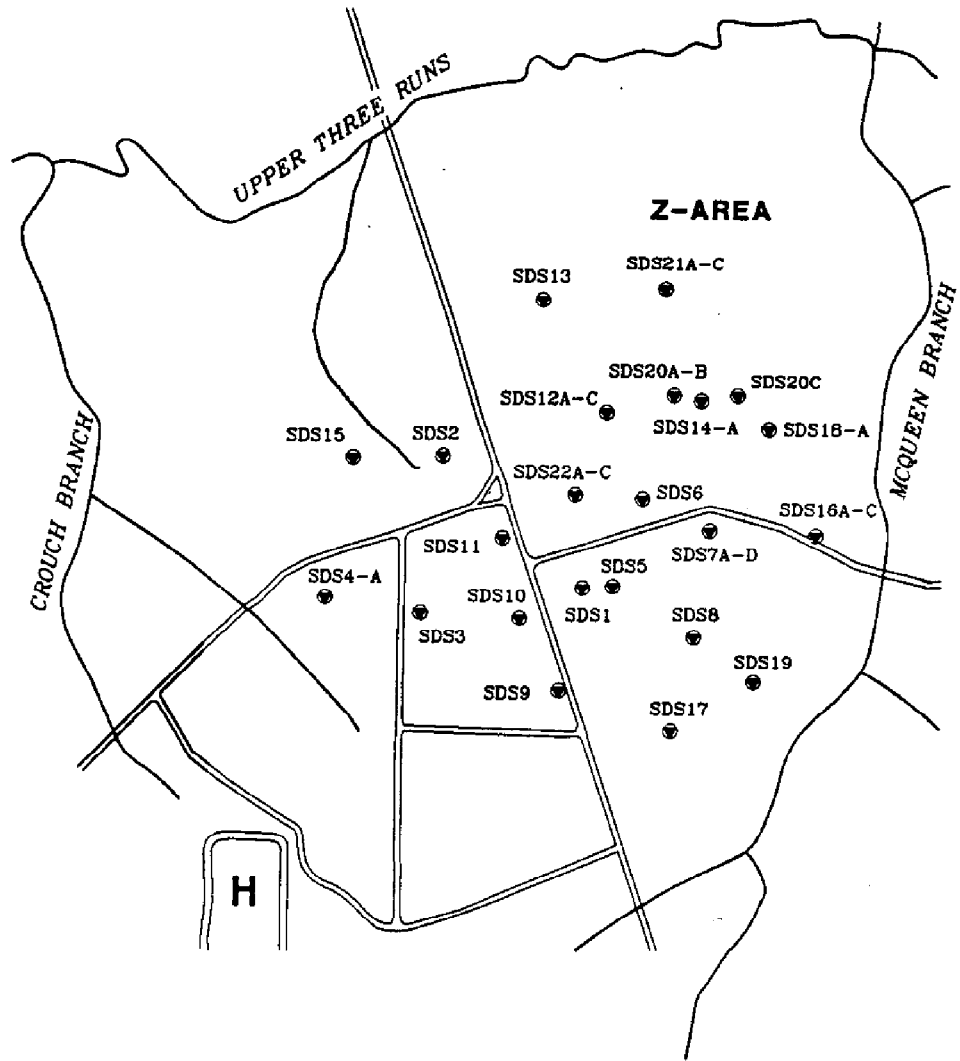 UPPER THREE RUNS
Z-AREA
SDS13
SDS21A-C
MCQUEEN BRANCH
SDS20A-B
SDS20C
SDS12A-C
SDS14-A
SDS18-A
SDS15
SDS2
SDS22A-C
SDS6
SDS16A-C
CROUCH BRANCH
SDS11
SDS7A-D
SDS4-A
SDS5
SDS10
SDS3
SDS1
SDS8
SDS9
SDS19
SDS17
H